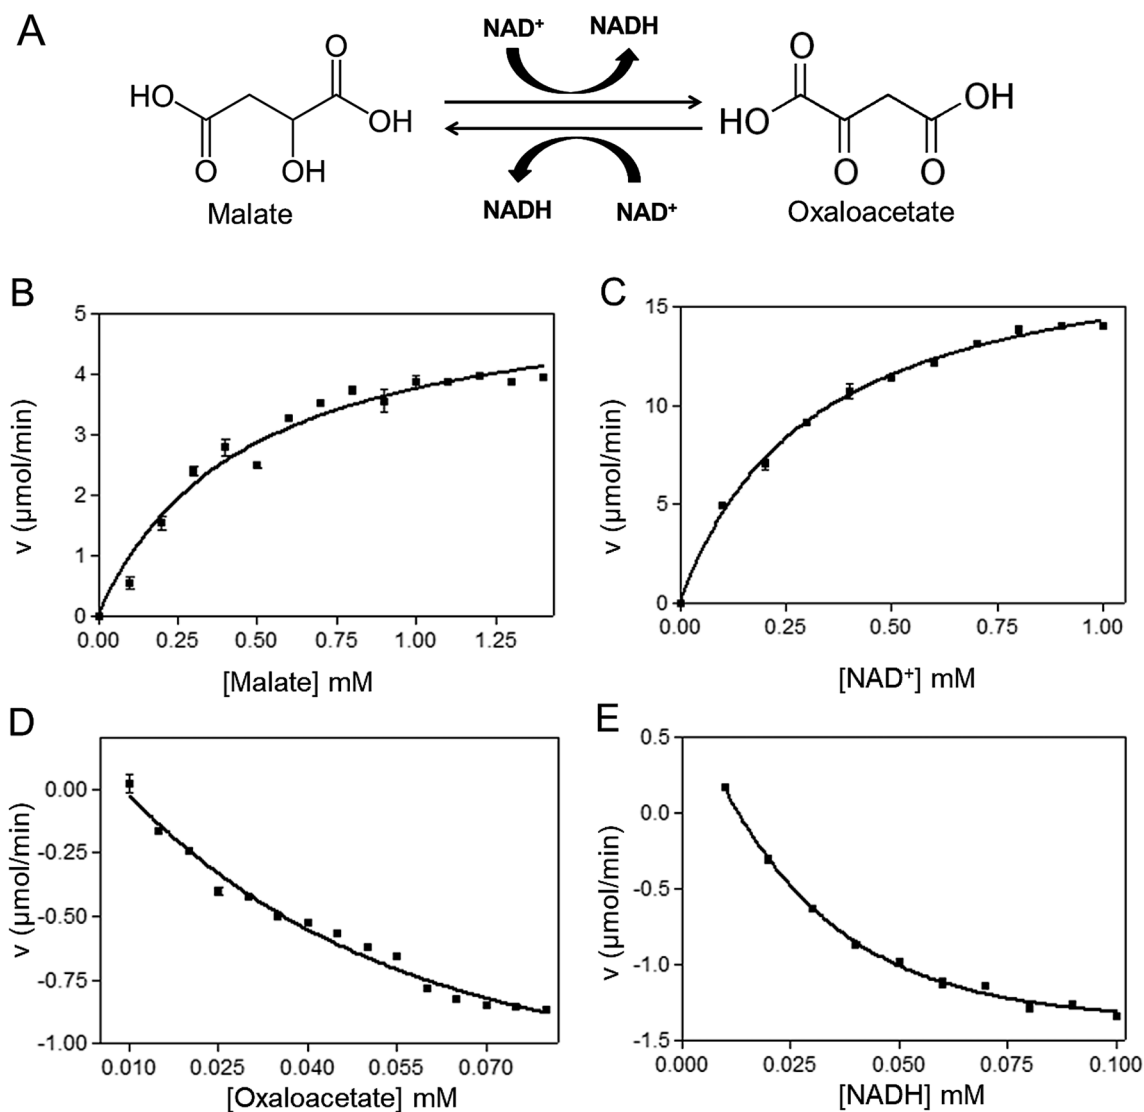 A
NAD⁺ NADH
O
HO
OH
O OH
Malate
O
HO
OH
O O
Oxaloacetate
NADH NAD⁺
B
5
4
3
2
1
0
v (µmol/min)
0.00 0.25 0.50 0.75 1.00 1.25
[Malate] mM
C
15
10
5
0
v (µmol/min)
0.00 0.25 0.50 0.75 1.00
[NAD⁺] mM
D
0.00
-0.25
-0.50
-0.75
-1.00
v (µmol/min)
0.010 0.025 0.040 0.055 0.070
[Oxaloacetate] mM
E
0.5
0.0
-0.5
-1.0
-1.5
v (µmol/min)
0.000 0.025 0.050 0.075 0.100
[NADH] mM